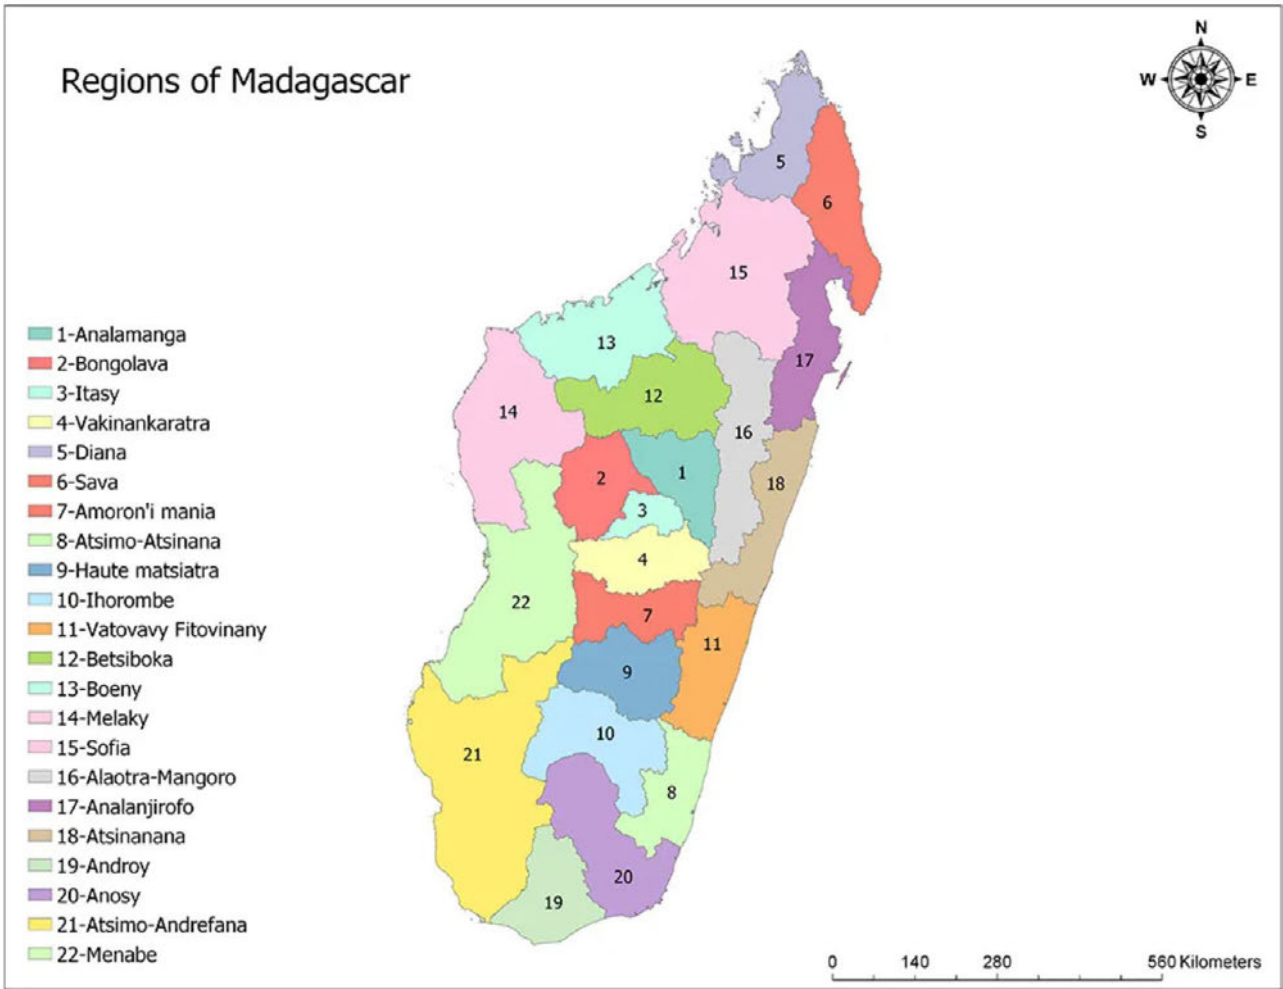 Regions of Madagascar
N
W E
S
1-Analamanga
2-Bongolava
3-Itasy
4-Vakinankaratra
5-Diana
6-Sava
7-Amoron'i mania
8-Atsimo-Atsinana
9-Haute matsiatra
10-Ihorombe
11-Vatovavy Fitovinany
12-Betsiboka
13-Boeny
14-Melaky
15-Sofia
16-Alaotra-Mangoro
17-Analanjirofo
18-Atsinanana
19-Androy
20-Anosy
21-Atsimo-Andrefana
22-Menabe
5
6
15
13
17
12
14
16
2
1
18
3
4
22
7
11
9
10
21
8
20
19
0 140 280 560 Kilometers